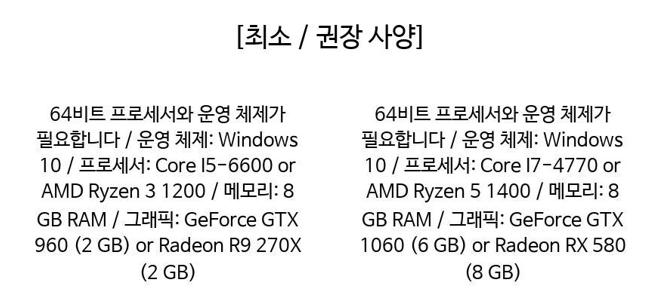 [최소 / 권장 사양]
64비트 프로세서와 운영 체제가
필요합니다 / 운영 체제: Windows
10 / 프로세서: Core I5-6600 or
AMD Ryzen 3 1200 / 메모리: 8
GB RAM / 그래픽: GeForce GTX
960 (2 GB) or Radeon R9 270X
(2 GB)
64비트 프로세서와 운영 체제가
필요합니다 / 운영 체제: Windows
10 / 프로세서: Core I7-4770 or
AMD Ryzen 5 1400 / 메모리: 8
GB RAM / 그래픽: GeForce GTX
1060 (6 GB) or Radeon RX 580
(8 GB)